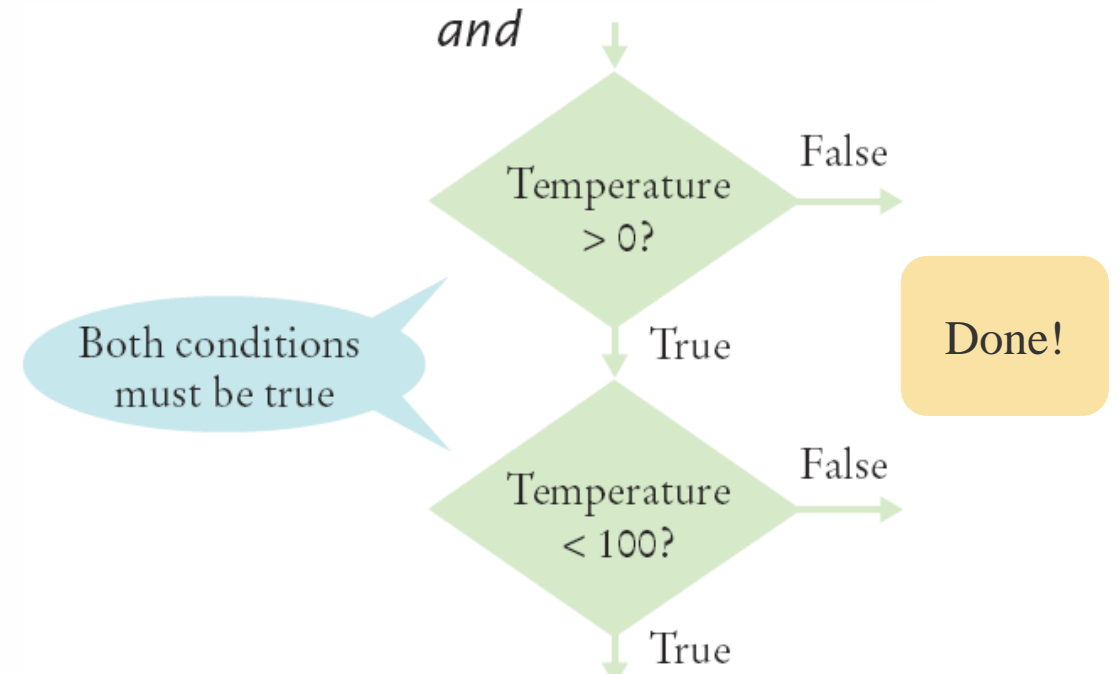 and
False
Temperature
> 0?
Both conditions
must be true
True
Done!
False
Temperature
< 100?
True